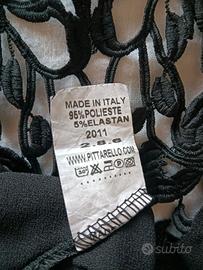 MADE IN ITALY
95%POLIESTE
5%ELASTAN
2011
WWW.PITTARELLO.COM
subito